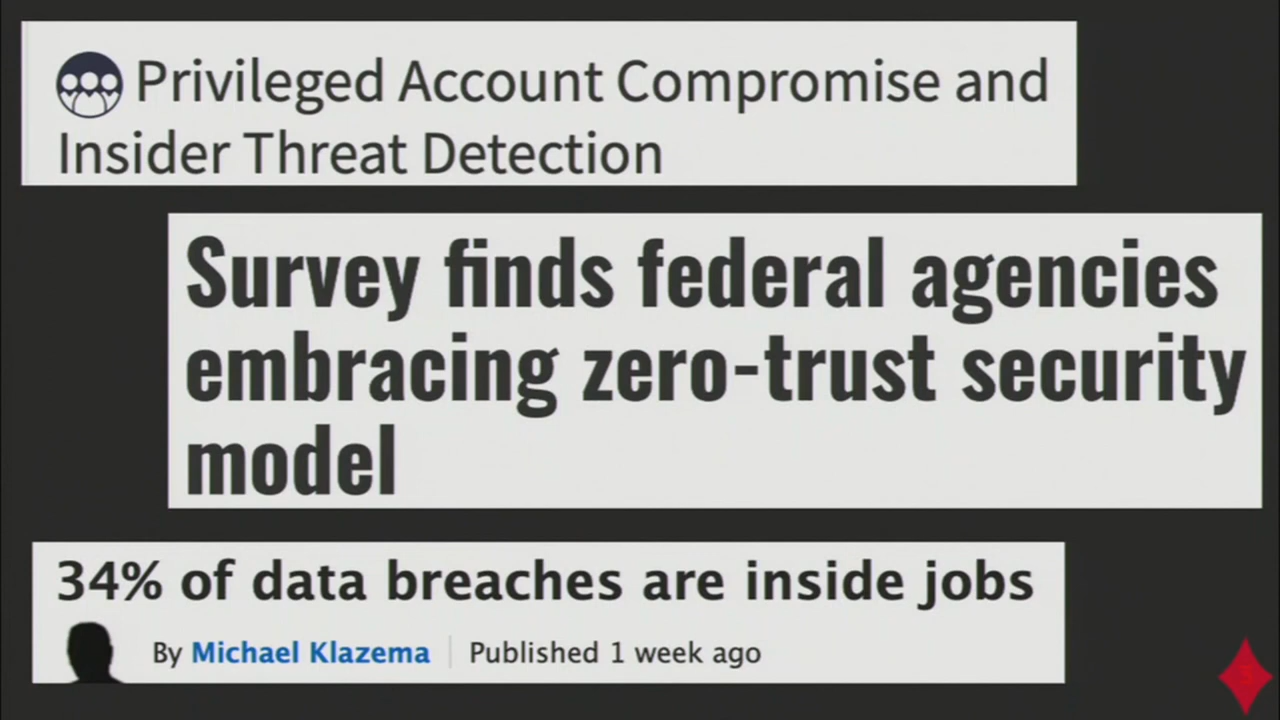 Privileged Account Compromise and
Insider Threat Detection
Survey finds federal agencies
embracing zero-trust security
model
34% of data breaches are inside jobs
By Michael Klazema | Published 1 week ago